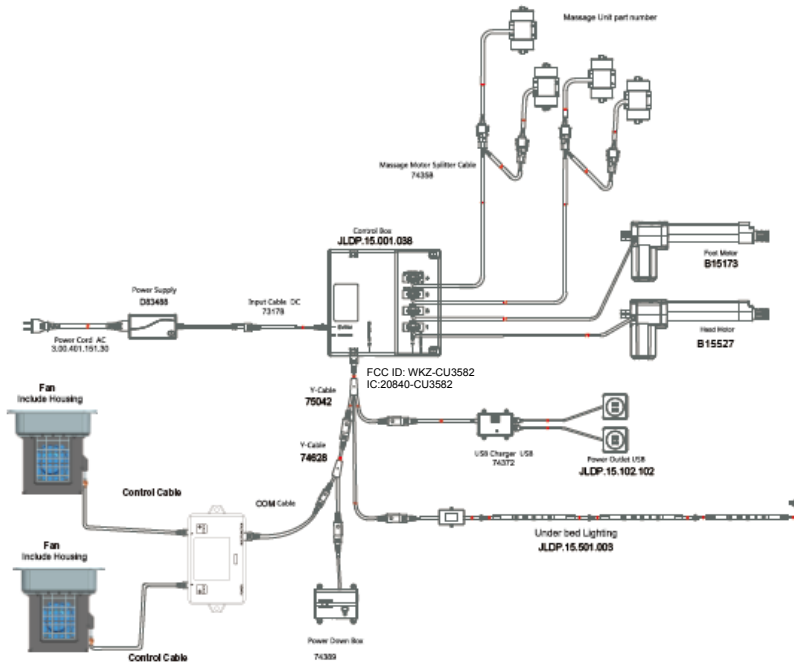 Massage Unit part number
Massage Motor Splitter Cable
74358
Control Box
JLDP.15.001.038
Foot Motor
B15173
Head Motor
B15527
Power Supply
D83488
Input Cable DC
73178
Power Cord AC
3.00.401.151.30
FCC ID: WKZ-CU3582
IC:20840-CU3582
Y-Cable
75042
Y-Cable
74628
USB Charger USB
74372
Power Outlet USB
JLDP.15.102.102
Fan
Include Housing
Control Cable
COM Cable
Under bed Lighting
JLDP.15.501.003
Fan
Include Housing
Control Cable
Power Down Box
74309